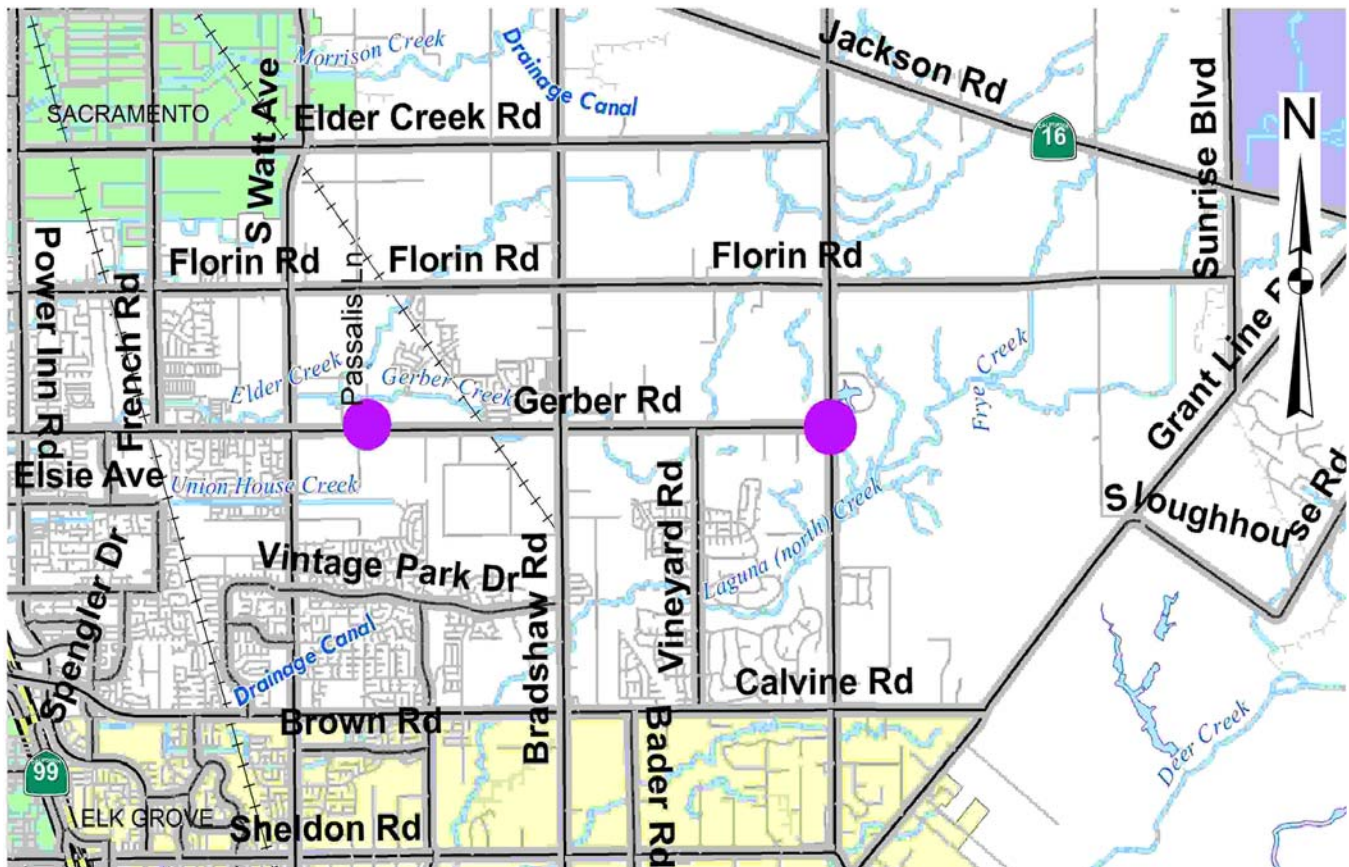 Morrison Creek
Drainage Canal
Jackson Rd
SACRAMENTO
S Watt Ave
Elder Creek Rd
16
Sunrise Blvd
N
Power Inn Rd
French Rd
Florin Rd
Passalis Ln
Florin Rd
Florin Rd
Grant Line R
Elder Creek
Gerber Creek
Gerber Rd
Frye Creek
Elsie Ave
Union House Creek
Vineyard Rd
Laguna (north) Creek
Sloughhouse Rd
Spengler Dr
Vintage Park Dr
Bradshaw Rd
Drainage Canal
Calvine Rd
Brown Rd
Bader Rd
Deer Creek
99
ELK GROVE
Sheldon Rd